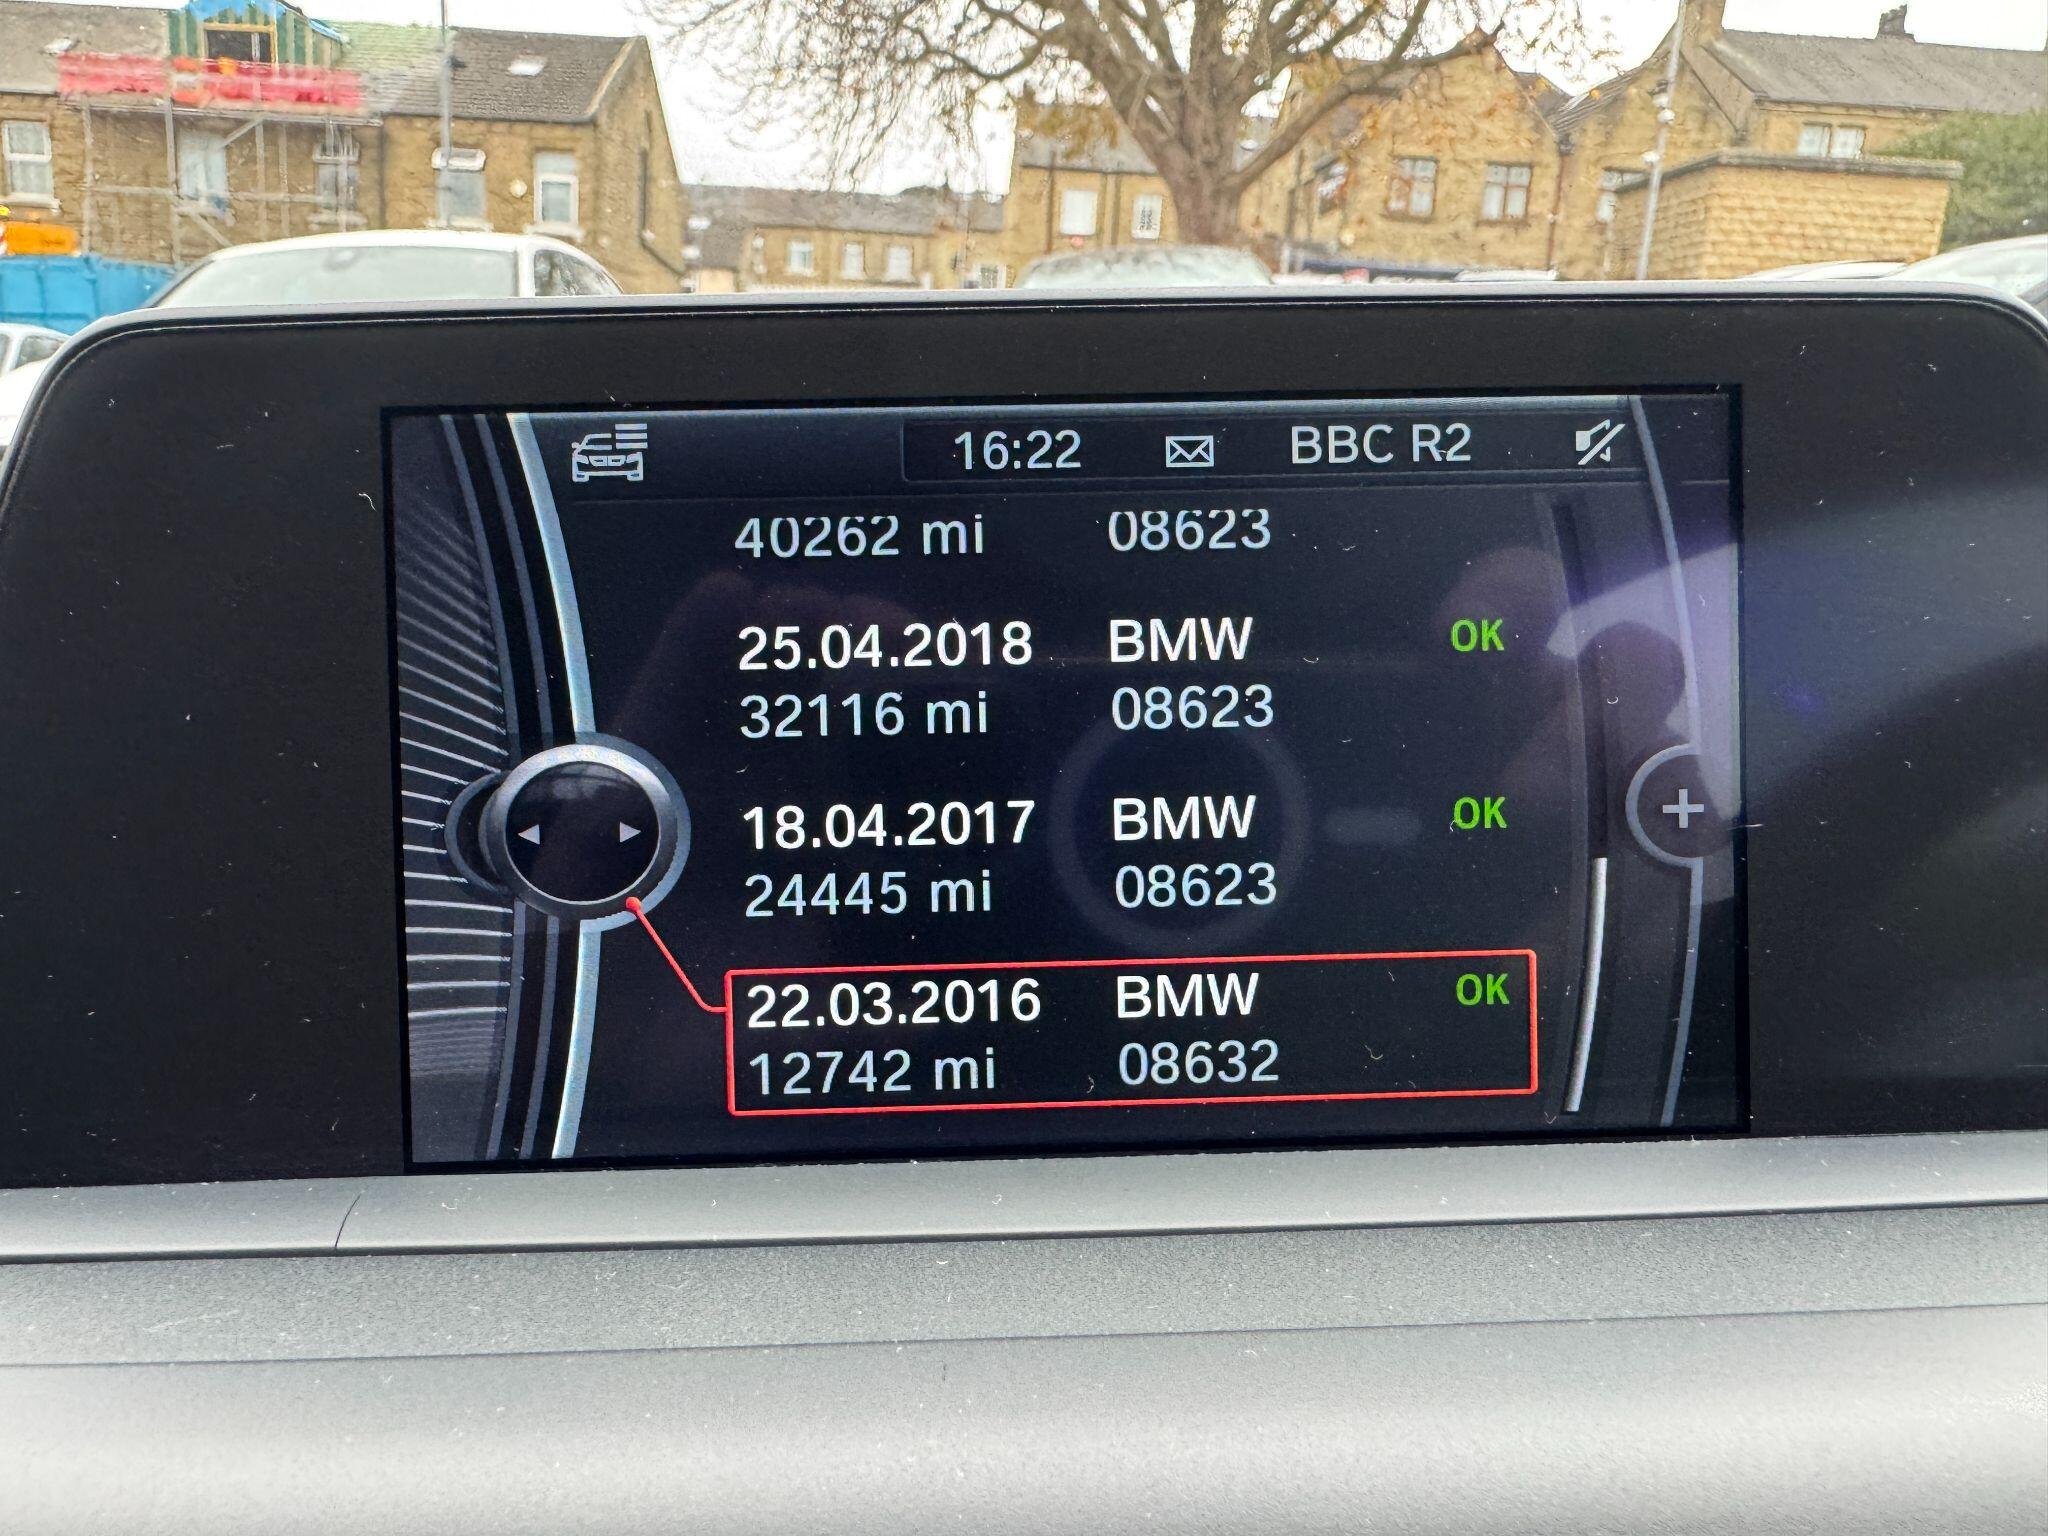 16:22 BBC R2
40262 mi 08623
25.04.2018 BMW OK
32116 mi 08623
18.04.2017 BMW OK
24445 mi 08623
22.03.2016 BMW OK
12742 mi 08632